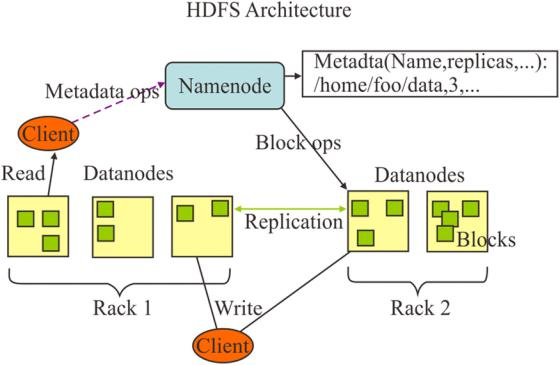 HDFS Architecture
Metadta(Name,replicas,...):
/home/foo/data,3,...
Namenode
Metadata ops
Client
Block ops
Read
Datanodes
Datanodes
Replication
Blocks
Rack 1
Write
Rack 2
Client